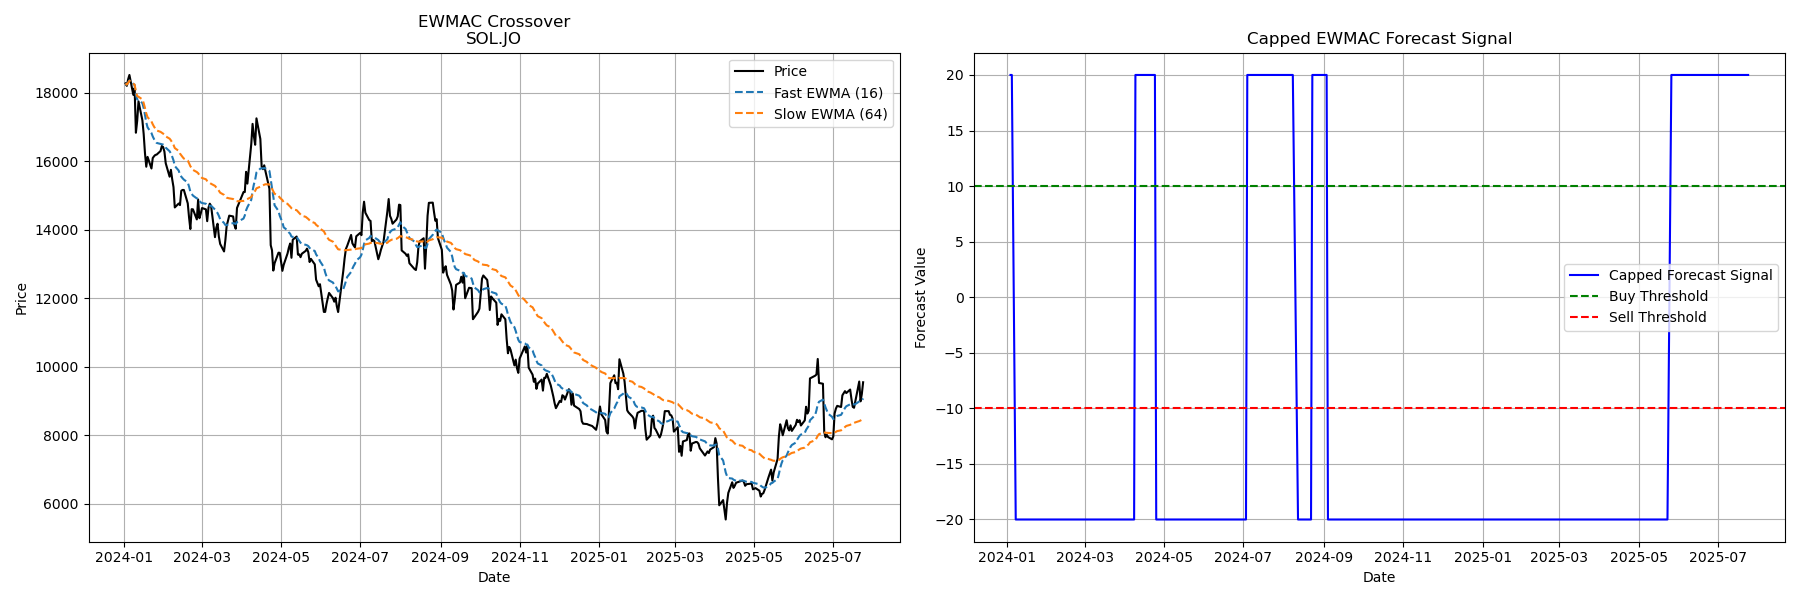 EWMAC Crossover
SOL.JO
Price
Fast EWMA (16)
Slow EWMA (64)
18000
16000
14000
12000
10000
8000
6000
Price
2024-01 2024-03 2024-05 2024-07 2024-09 2024-11 2025-01 2025-03 2025-05 2025-07
Date
Capped EWMAC Forecast Signal
20
15
10
5
0
−5
−10
−15
−20
Forecast Value
Capped Forecast Signal
Buy Threshold
Sell Threshold
2024-01 2024-03 2024-05 2024-07 2024-09 2024-11 2025-01 2025-03 2025-05 2025-07
Date